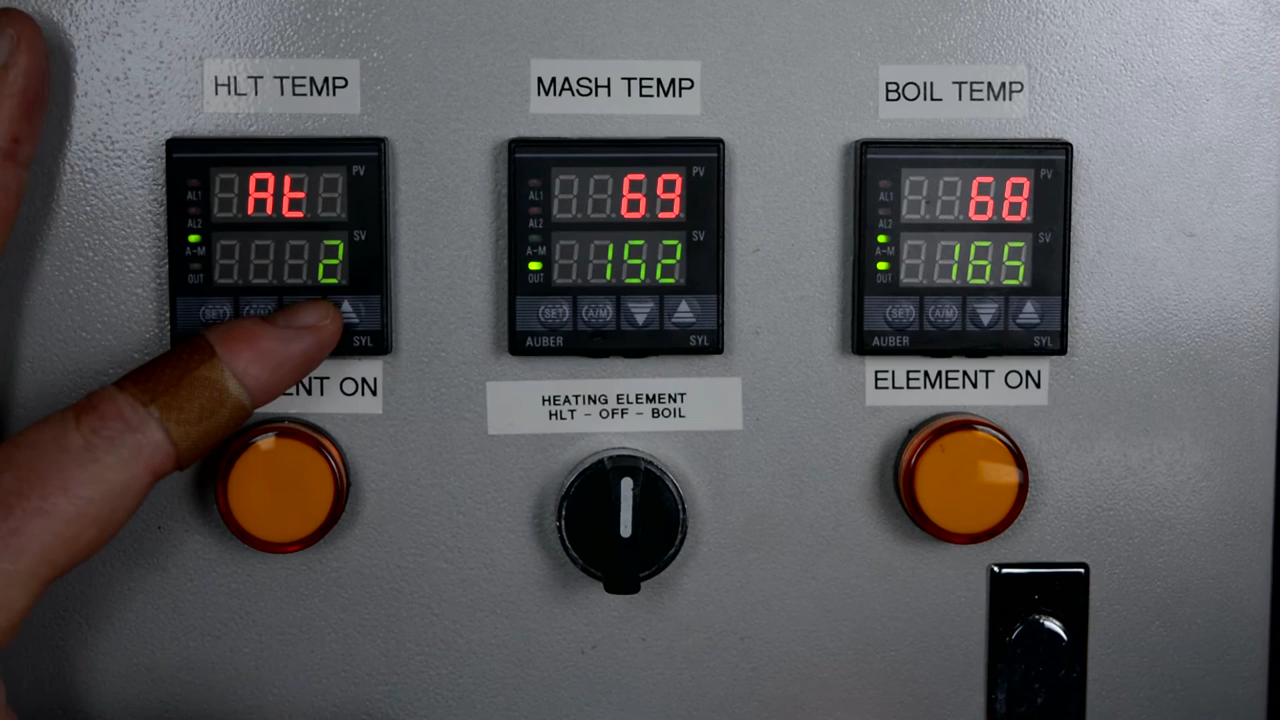 HLT TEMP
MASH TEMP
BOIL TEMP
PV
AL1
At
AL2
SV
A-M
2
OUT
SET
A/M
SYL
PV
AL1
69
AL2
SV
A-M
152
OUT
SET
A/M
AUBER
SYL
PV
AL1
68
AL2
SV
A-M
165
OUT
SET
A/M
AUBER
SYL
ON
HEATING ELEMENT
HLT - OFF - BOIL
ELEMENT ON